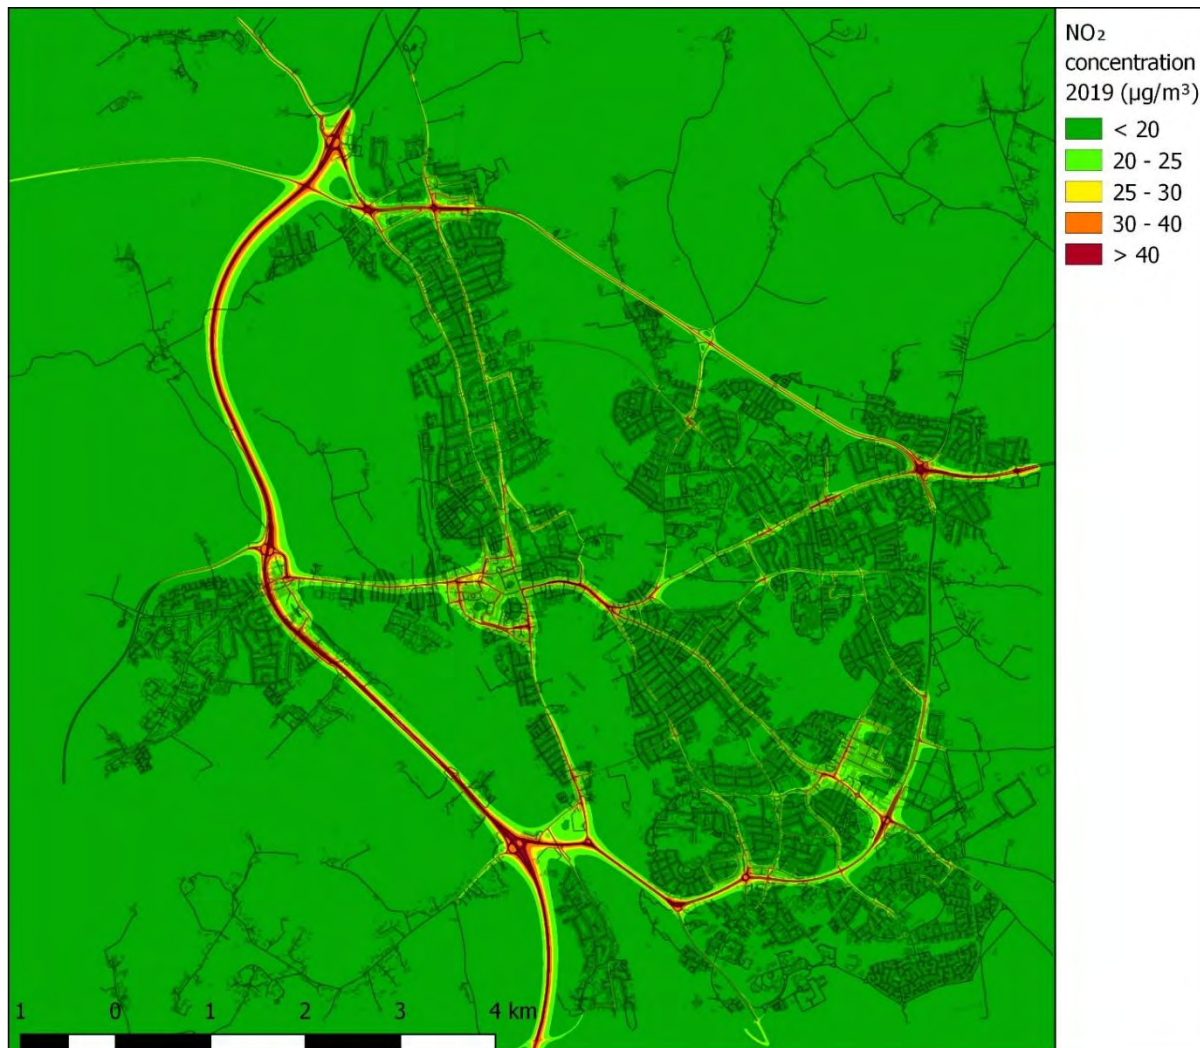 NO₂
concentration
2019 (µg/m³)
< 20
20 - 25
25 - 30
30 - 40
> 40
1 0 1 2 3 4 km